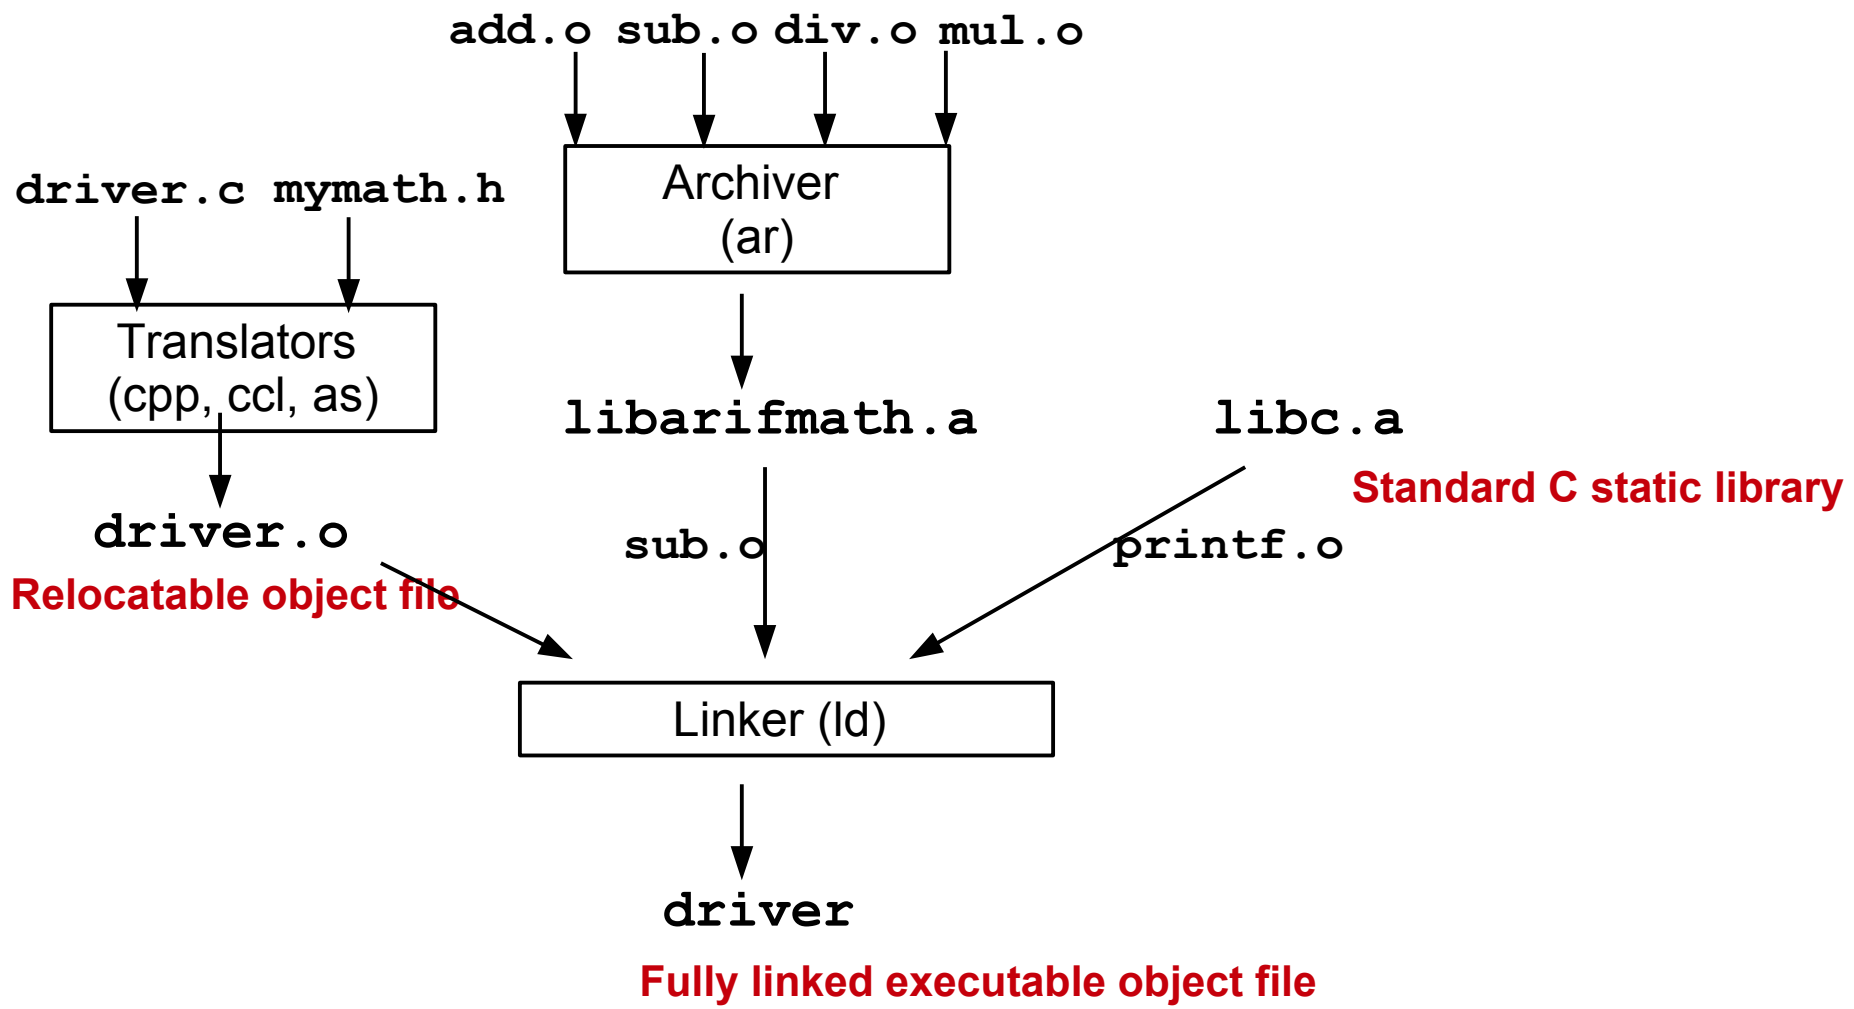 add.o sub.o div.o mul.o
driver.c mymath.h
Archiver
(ar)
Translators
(cpp, ccl, as)
libarifmath.a
libc.a
Standard C static library
driver.o
sub.o
printf.o
Relocatable object file
Linker (ld)
driver
Fully linked executable object file